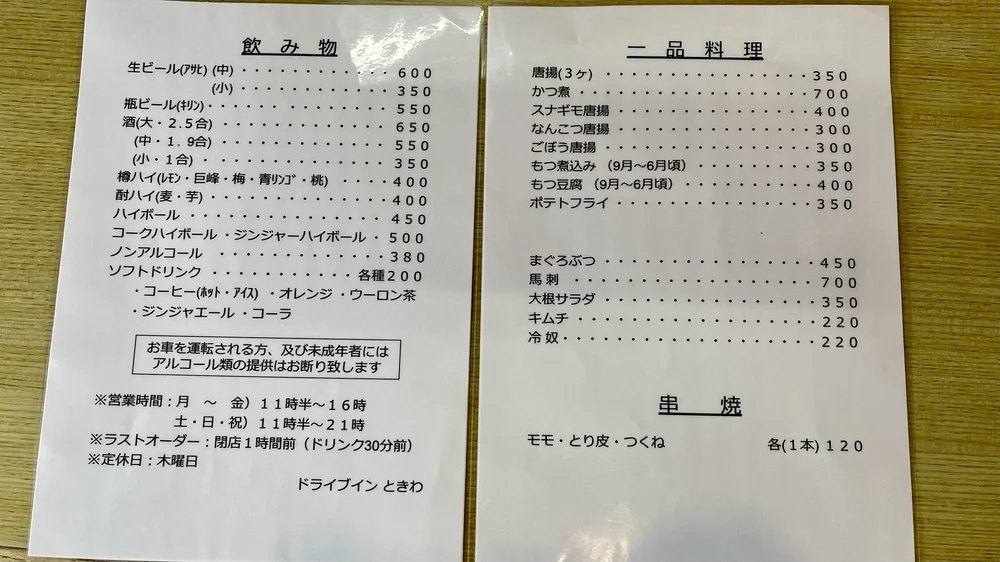 飲み物
生ビール(ｱｻﾋ) (中) ・・・・・・・・・・・・ 600
(小) ・・・・・・・・・・・・ 350
瓶ビール(ｷﾘﾝ) ・・・・・・・・・・・・・・ 550
酒(大・2.5合) ・・・・・・・・・・・・・ 650
(中・1.9合) ・・・・・・・・・・・・・ 550
(小・1合) ・・・・・・・・・・・・・・ 350
樽ハイ(ﾚﾓﾝ・巨峰・梅・青ﾘﾝｺﾞ・桃) ・・・・ 400
酎ハイ(麦・芋) ・・・・・・・・・・・・・ 400
ハイボール ・・・・・・・・・・・・・・・ 450
コークハイボール ・ジンジャーハイボール ・ 500
ノンアルコール ・・・・・・・・・・・・ 380
ソフトドリンク ・・・・・・・・・・・ 各種200
・コーヒー(ﾎｯﾄ・ｱｲｽ) ・オレンジ ・ウーロン茶
・ジンジャエール ・コーラ
お車を運転される方、及び未成年者には
アルコール類の提供はお断り致します
※営業時間：月 ～ 金）11時半～16時
土・日・祝）11時半～21時
※ラストオーダー：閉店1時間前（ドリンク30分前）
※定休日：木曜日
ドライブイン ときわ
一品料理
唐揚(3ヶ) ・・・・・・・・・・・・・・・ 350
かつ煮 ・・・・・・・・・・・・・・・・・ 700
スナギモ唐揚 ・・・・・・・・・・・・・・ 400
なんこつ唐揚 ・・・・・・・・・・・・・・ 300
ごぼう唐揚 ・・・・・・・・・・・・・・・ 300
もつ煮込み （9月～6月頃） ・・・・・・・・ 350
もつ豆腐 （9月～6月頃） ・・・・・・・・・ 400
ポテトフライ ・・・・・・・・・・・・・・ 350
まぐろぶつ ・・・・・・・・・・・・・・・ 450
馬刺 ・・・・・・・・・・・・・・・・・ 700
大根サラダ ・・・・・・・・・・・・・・・ 350
キムチ ・・・・・・・・・・・・・・・・・ 220
冷奴 ・・・・・・・・・・・・・・・・・・ 220
串焼
モモ・とり皮・つくね 各(1本) 120